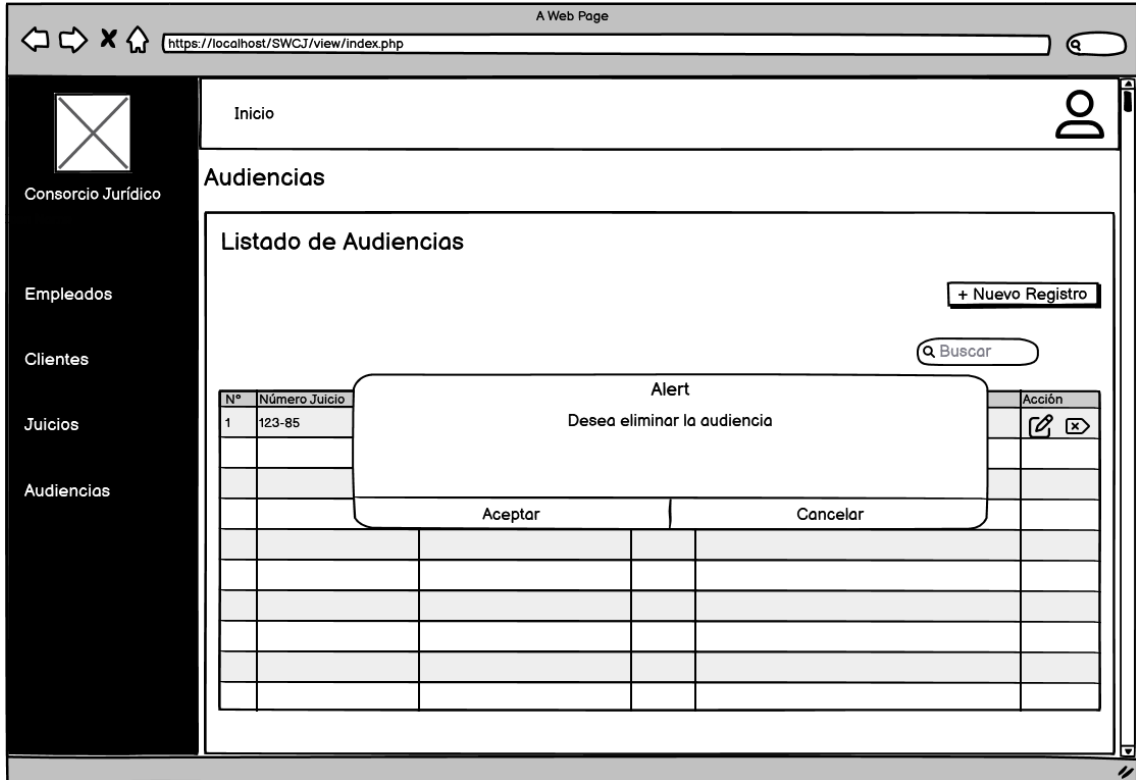 A Web Page
https://localhost/SWCJ/view/index.php
Inicio
Consorcio Jurídico
Audiencias
Listado de Audiencias
Empleados
+ Nuevo Registro
Clientes
Buscar
Juicios
Audiencias
N° Número Juicio Acción
1 123-85
Alert
Desea eliminar la audiencia
Aceptar Cancelar